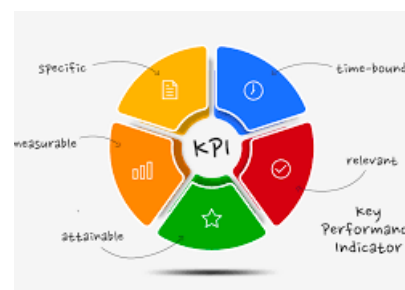 specific
time-bound
measurable
KPI
relevant
attainable
Key
Performanc
Indicator